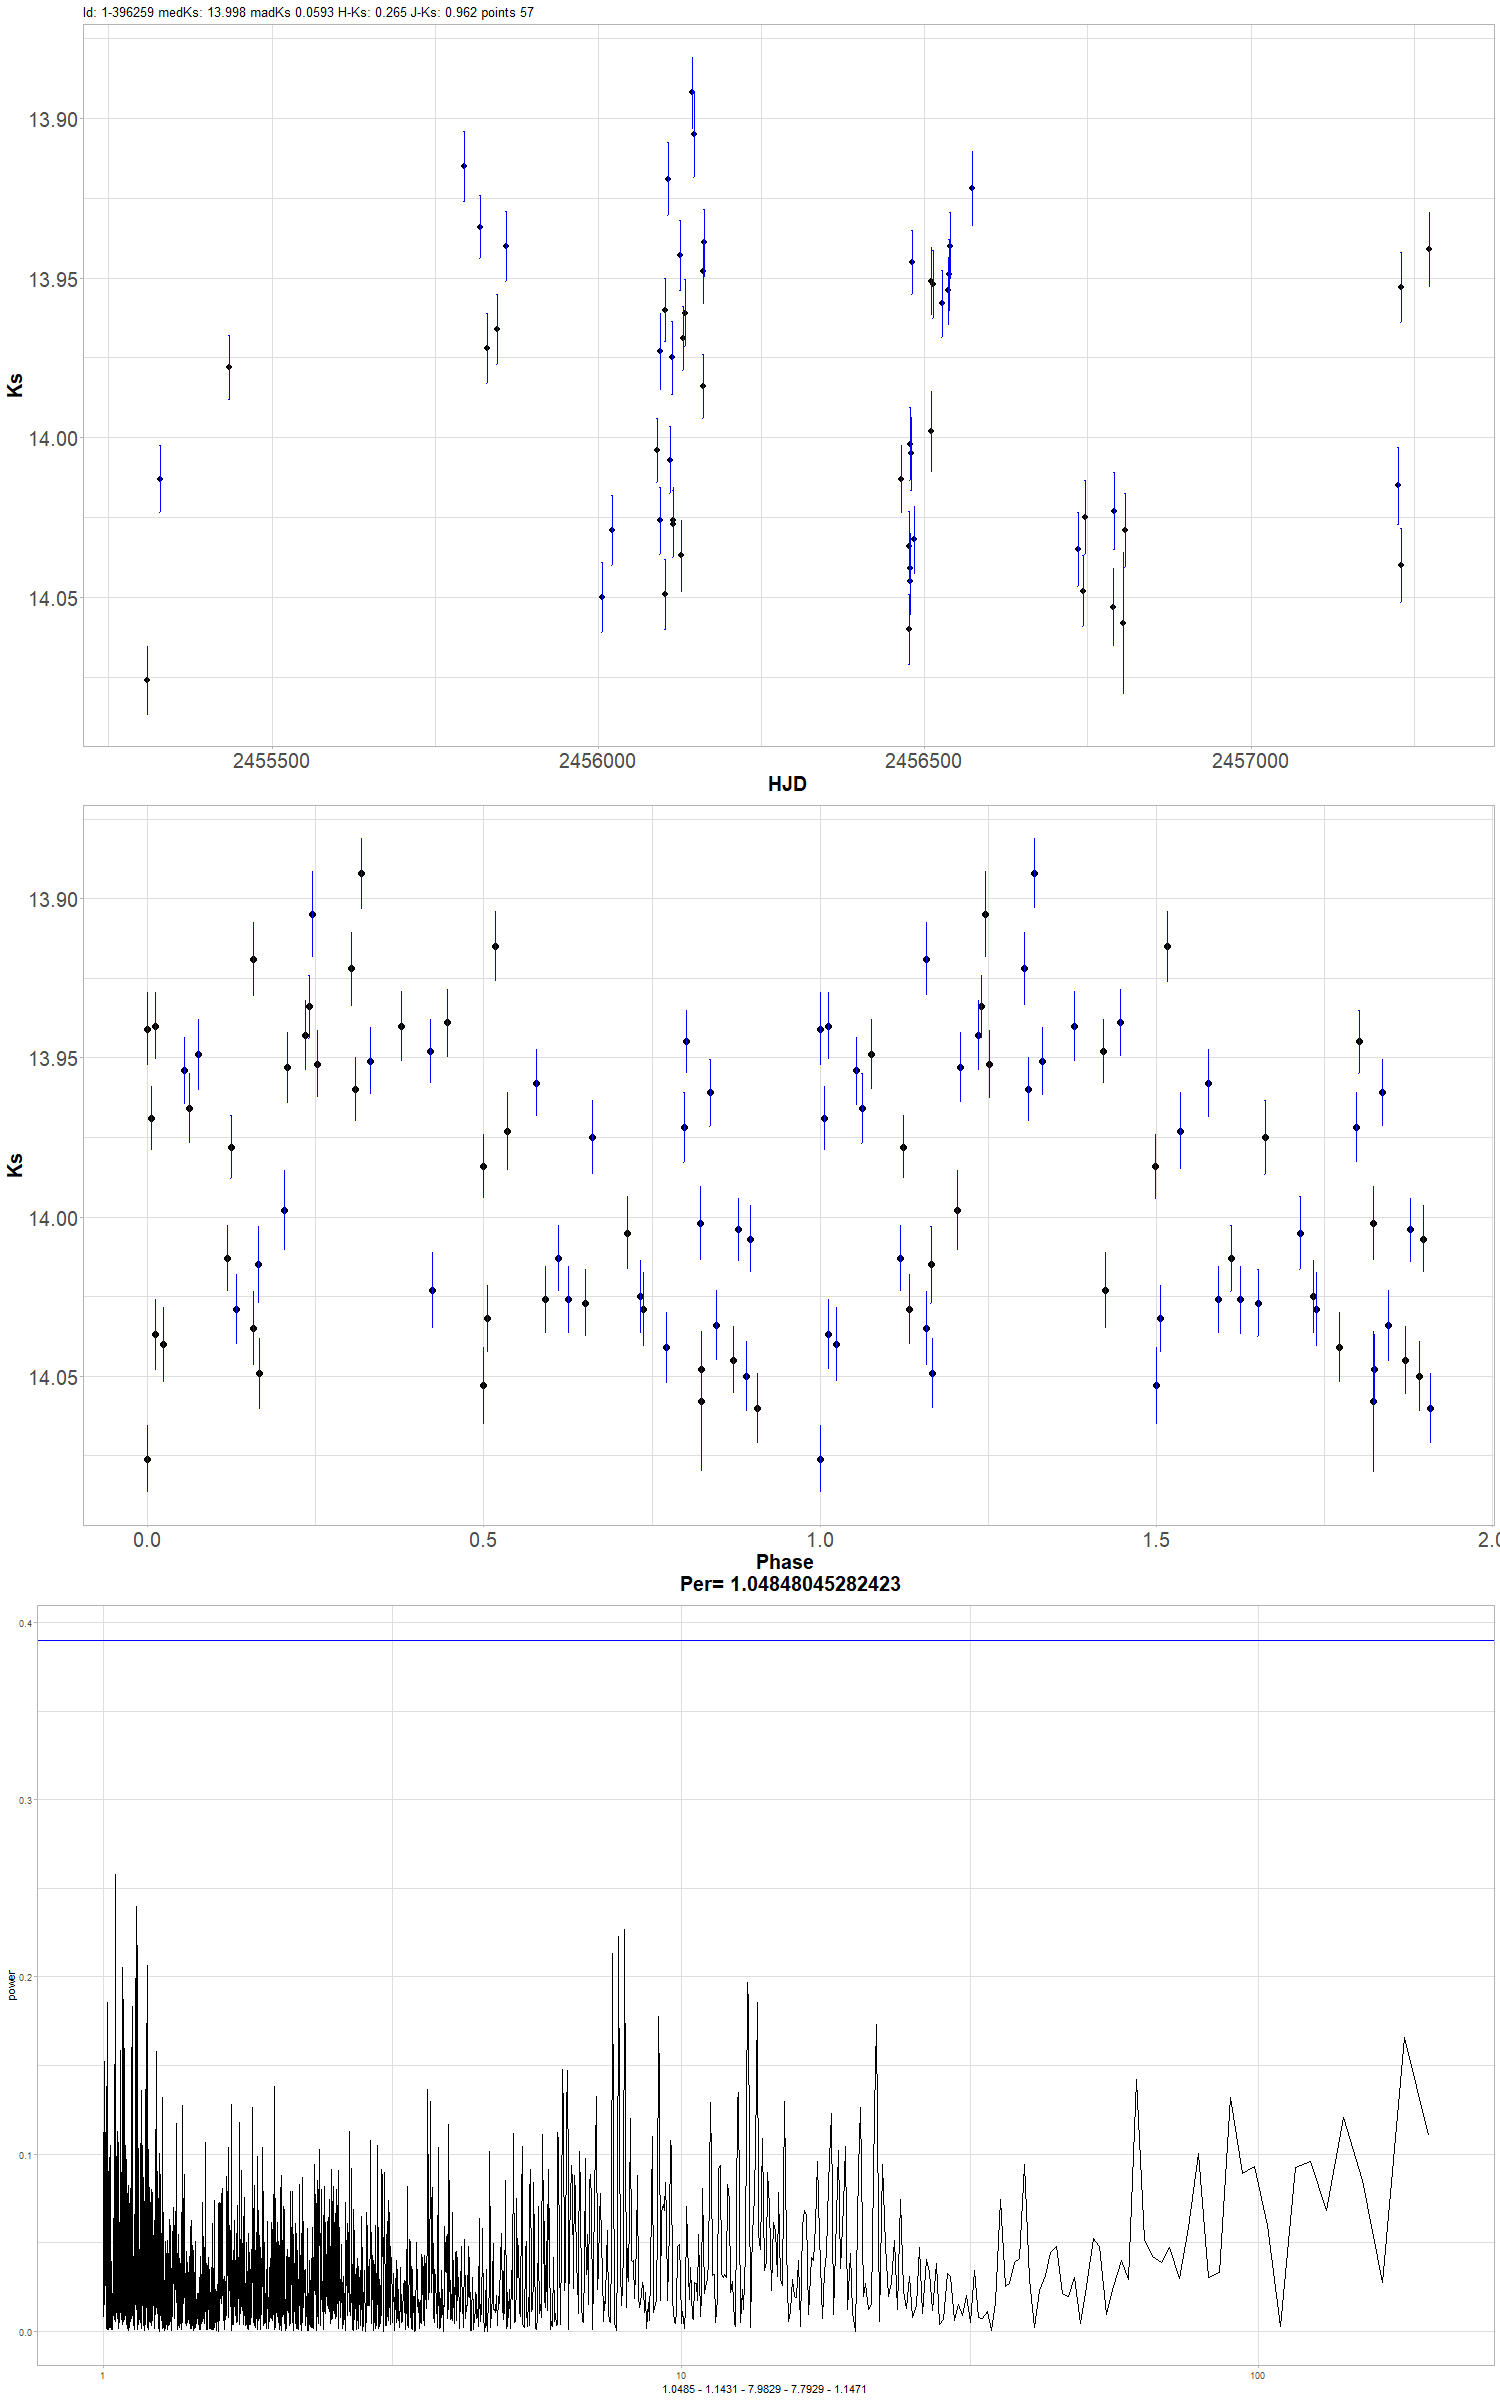 Id: 1-396259 medKs: 13.998 madKs 0.0593 H-Ks: 0.265 J-Ks: 0.962 points 57
13.90
13.95
14.00
14.05
Ks
2455500 2456000 2456500 2457000
HJD
13.90
13.95
14.00
14.05
Ks
0.0 0.5 1.0 1.5 2.0
Phase
Per= 1.04848045282423
0.4
0.3
0.2
0.1
0.0
power
1 10 100
1.0485 - 1.1431 - 7.9829 - 7.7929 - 1.1471